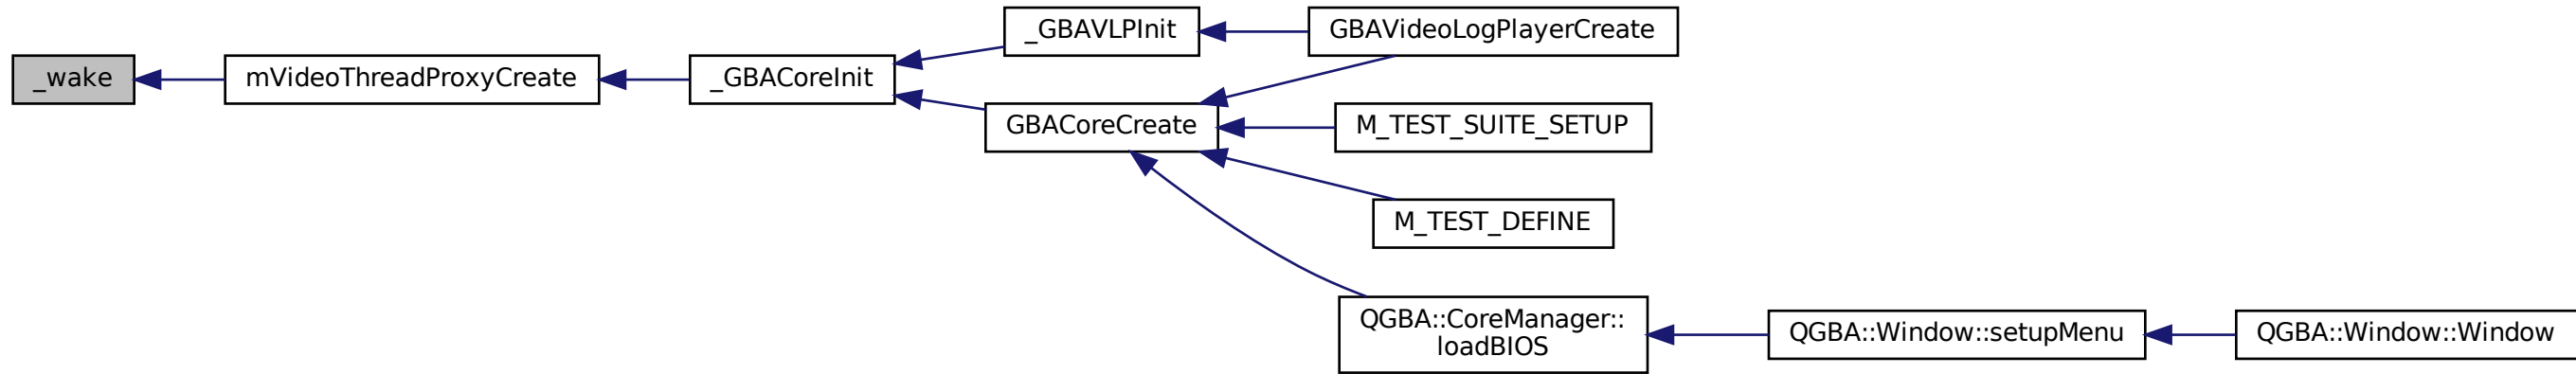 _wake
mVideoThreadProxyCreate
_GBACoreInit
_GBAVLPInit
GBAVideoLogPlayerCreate
GBACoreCreate
M_TEST_SUITE_SETUP
M_TEST_DEFINE
QGBA::CoreManager::
loadBIOS
QGBA::Window::setupMenu
QGBA::Window::Window